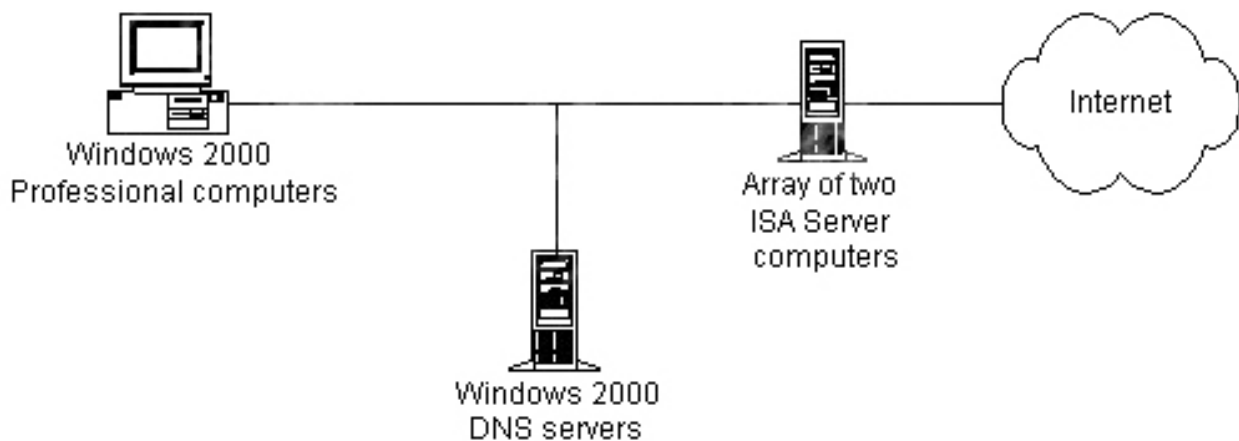 Windows 2000
Professional computers
Windows 2000
DNS servers
Array of two
ISA Server
computers
Internet